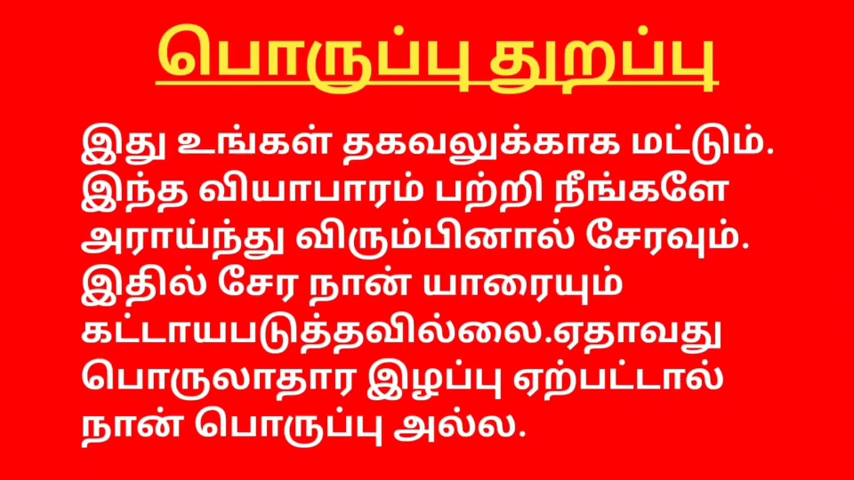 பொருப்பு துறப்பு
இது உங்கள் தகவலுக்காக மட்டும்.
இந்த வியாபாரம் பற்றி நீங்களே
அராய்ந்து விரும்பினால் சேரவும்.
இதில் சேர நான் யாரையும்
கட்டாயபடுத்தவில்லை.ஏதாவது
பொருலாதார இழப்பு ஏற்பட்டால்
நான் பொருப்பு அல்ல.